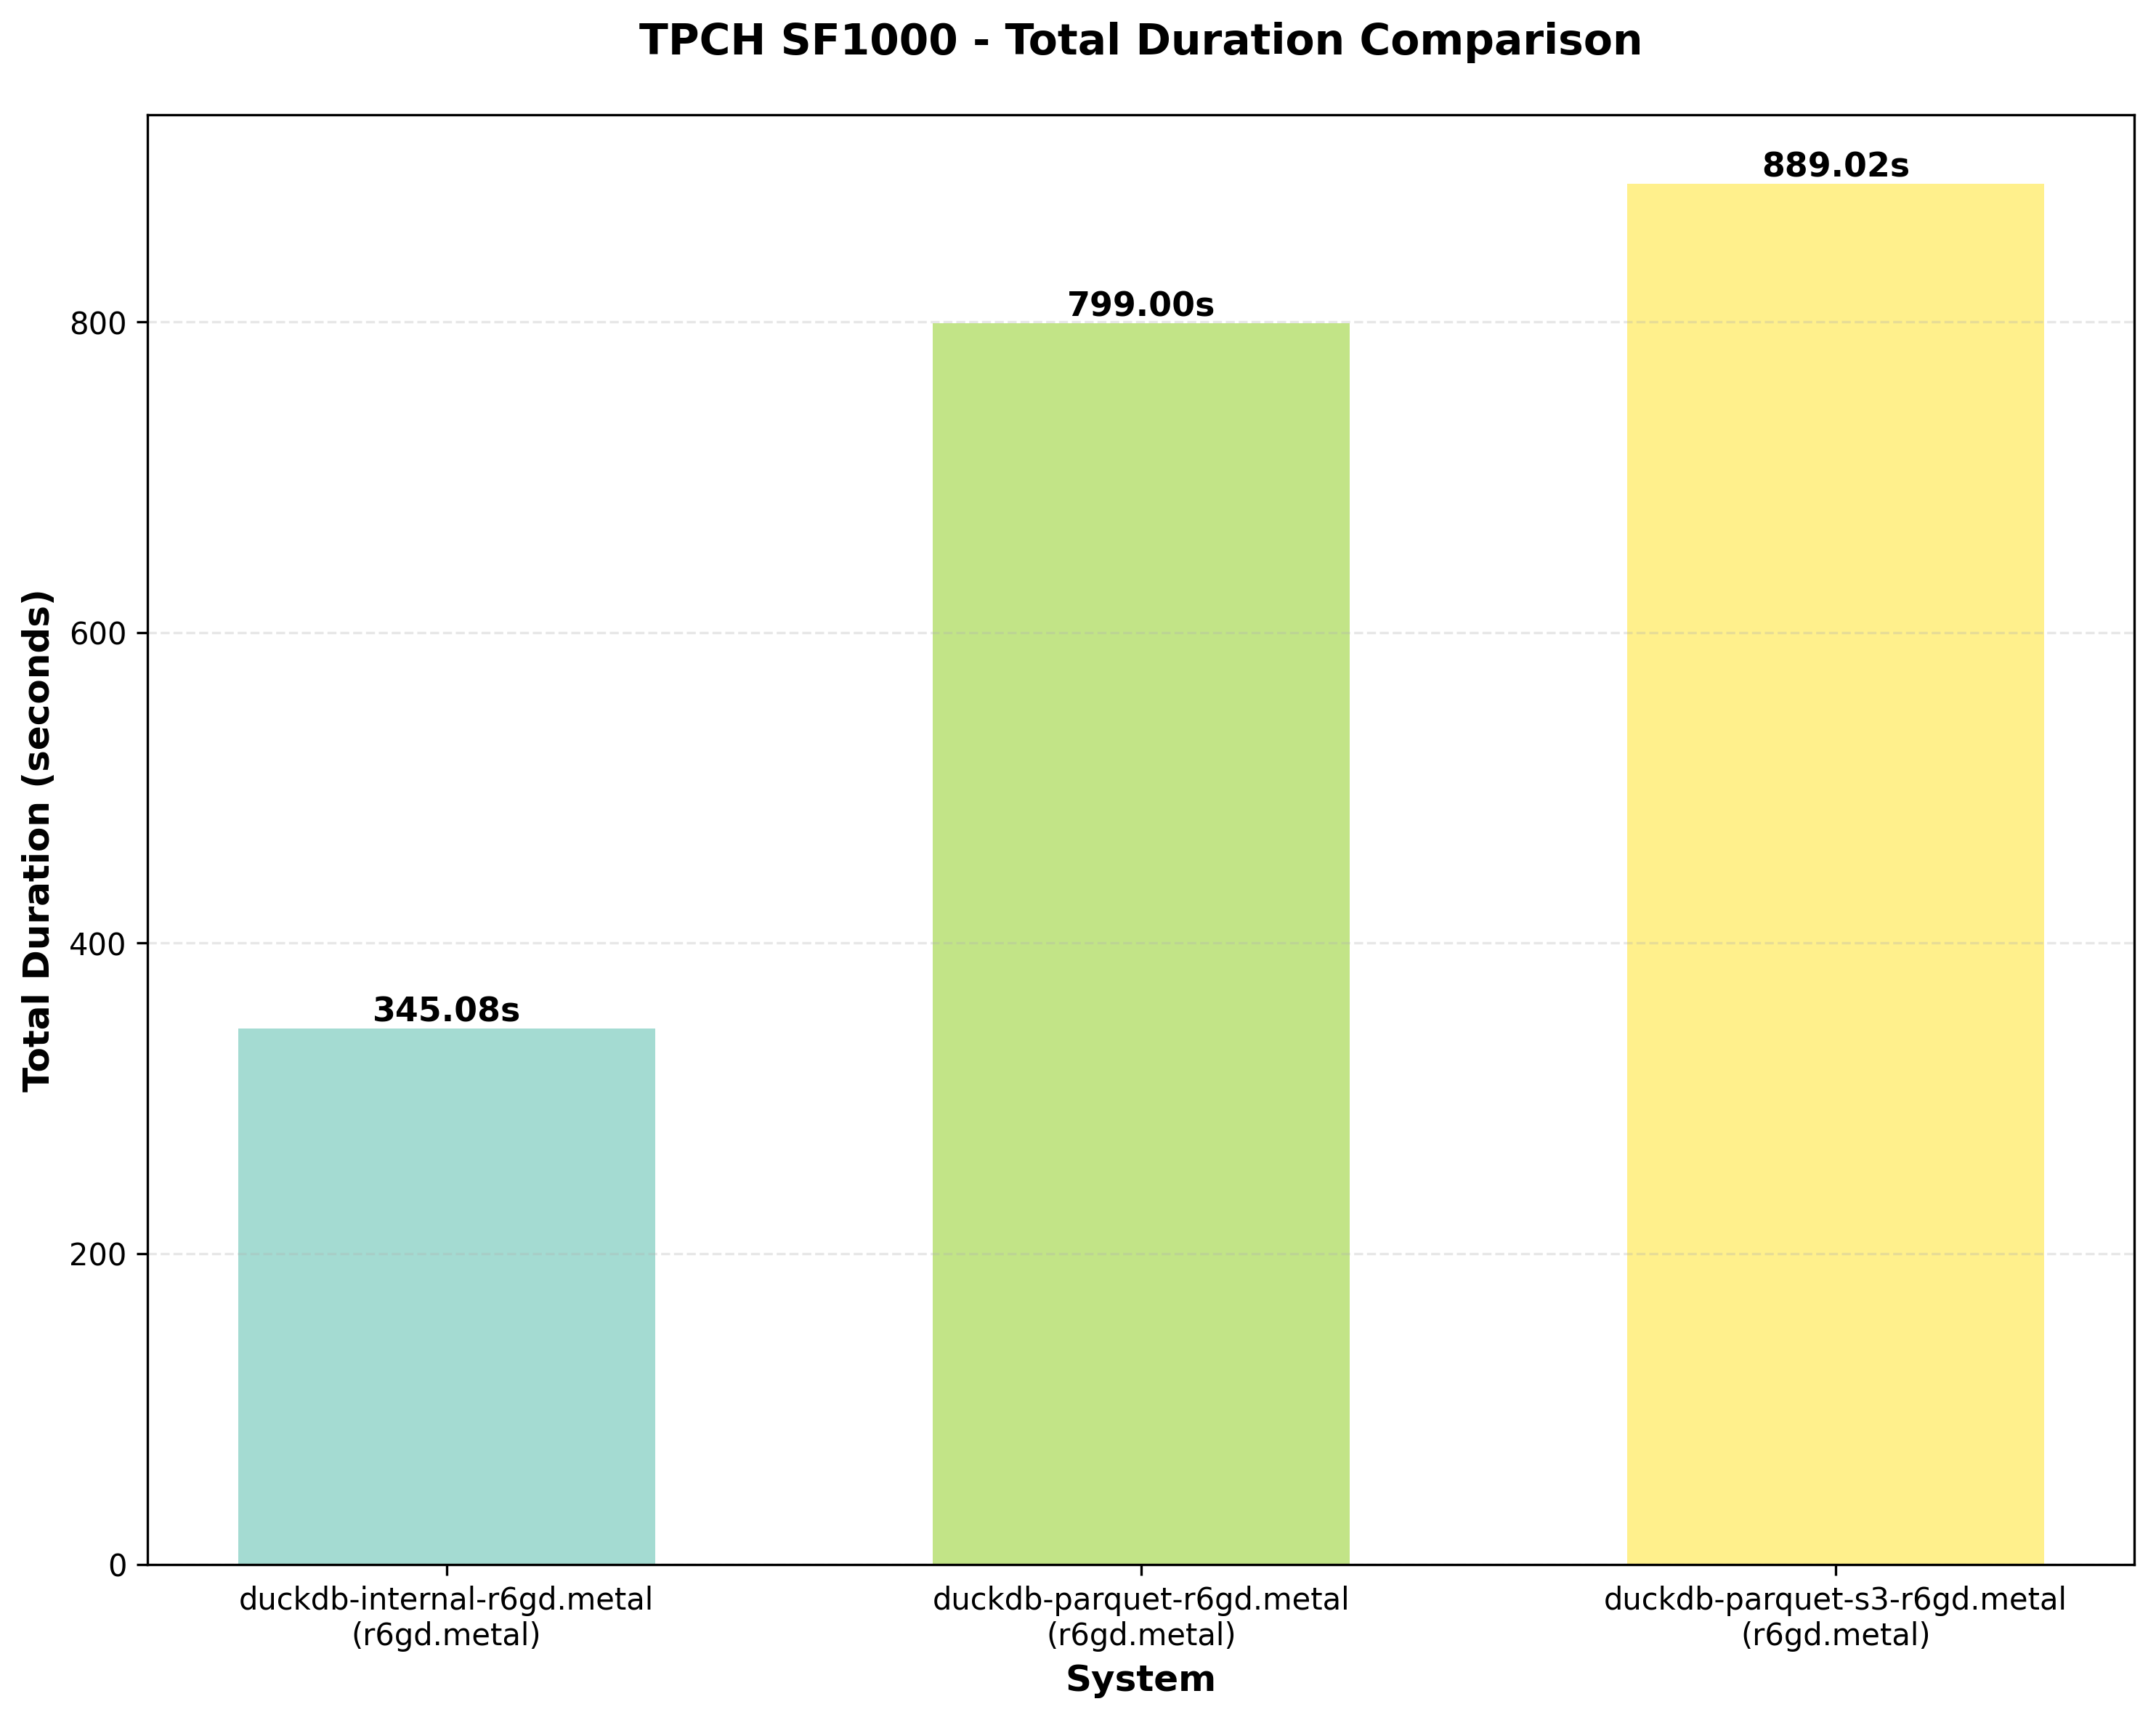 TPCH SF1000 - Total Duration Comparison
Total Duration (seconds)
800
600
400
200
0
345.08s
799.00s
889.02s
duckdb-internal-r6gd.metal
(r6gd.metal)
duckdb-parquet-r6gd.metal
(r6gd.metal)
duckdb-parquet-s3-r6gd.metal
(r6gd.metal)
System